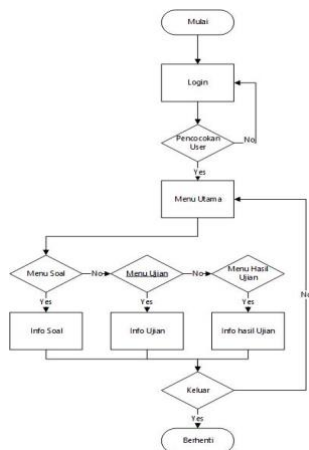 Mulai
Login
Pencocokan
User
No
Yes
Menu Utama
Menu Soal
No
Menu Ujian
No
Menu Hasil
Ujian
Yes
Yes
Yes
Info Soal
Info Ujian
Info hasil Ujian
No
Keluar
Yes
Berhenti